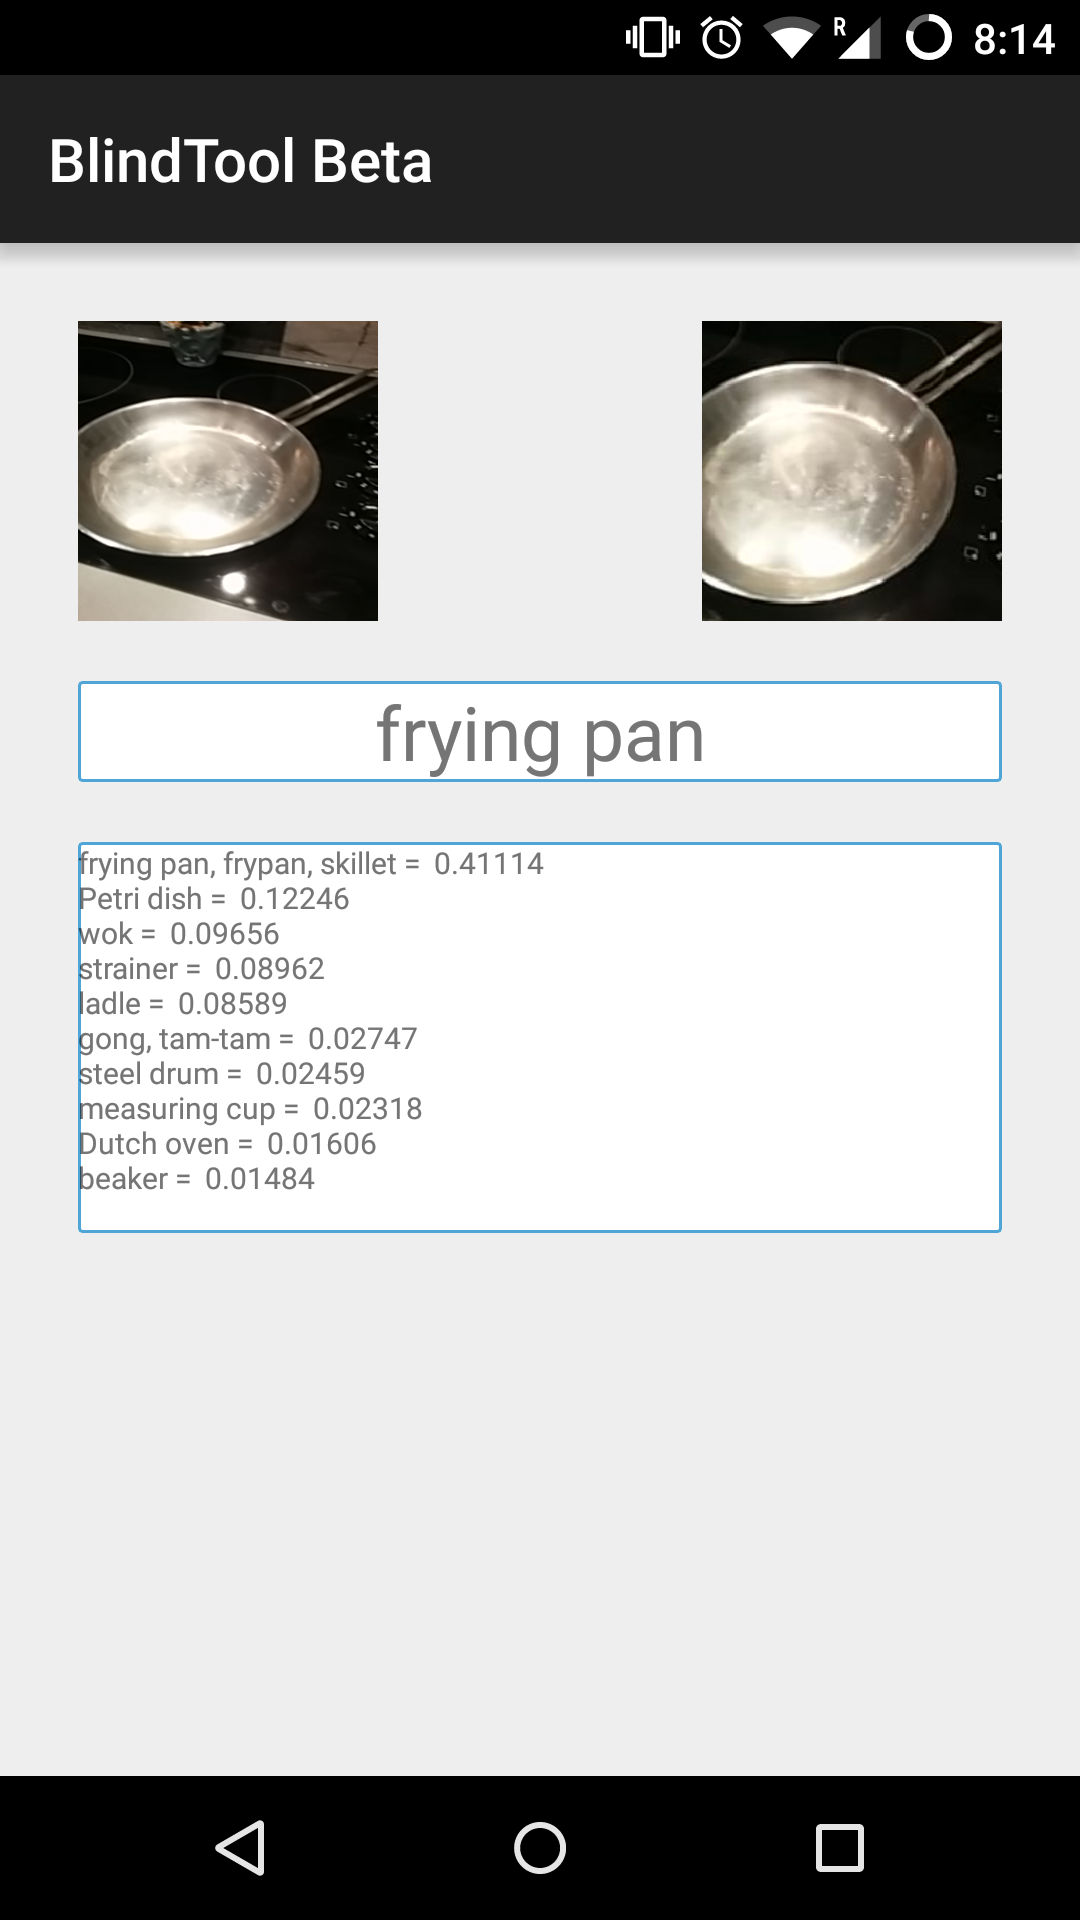 R 8:14
BlindTool Beta
frying pan
frying pan, frypan, skillet = 0.41114
Petri dish = 0.12246
wok = 0.09656
strainer = 0.08962
ladle = 0.08589
gong, tam-tam = 0.02747
steel drum = 0.02459
measuring cup = 0.02318
Dutch oven = 0.01606
beaker = 0.01484